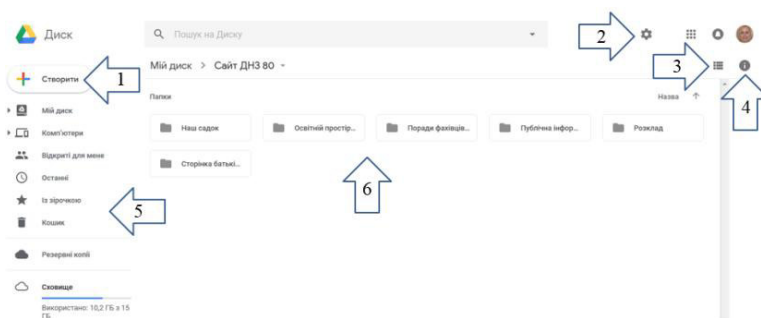 Диск
Пошук на Диску
2
Створити
1
Мій диск > Сайт ДНЗ 80
3
4
Папки
Назва
Мій диск
Наш садок
Освітній простір...
Поради фахівців...
Публічна інфор...
Розклад
Комп'ютери
Відкриті для мене
Сторінка батькі...
6
Останні
Із зірочкою
5
Кошик
Резервні копії
Сховище
Використано: 10,2 ГБ з 15
ГБ